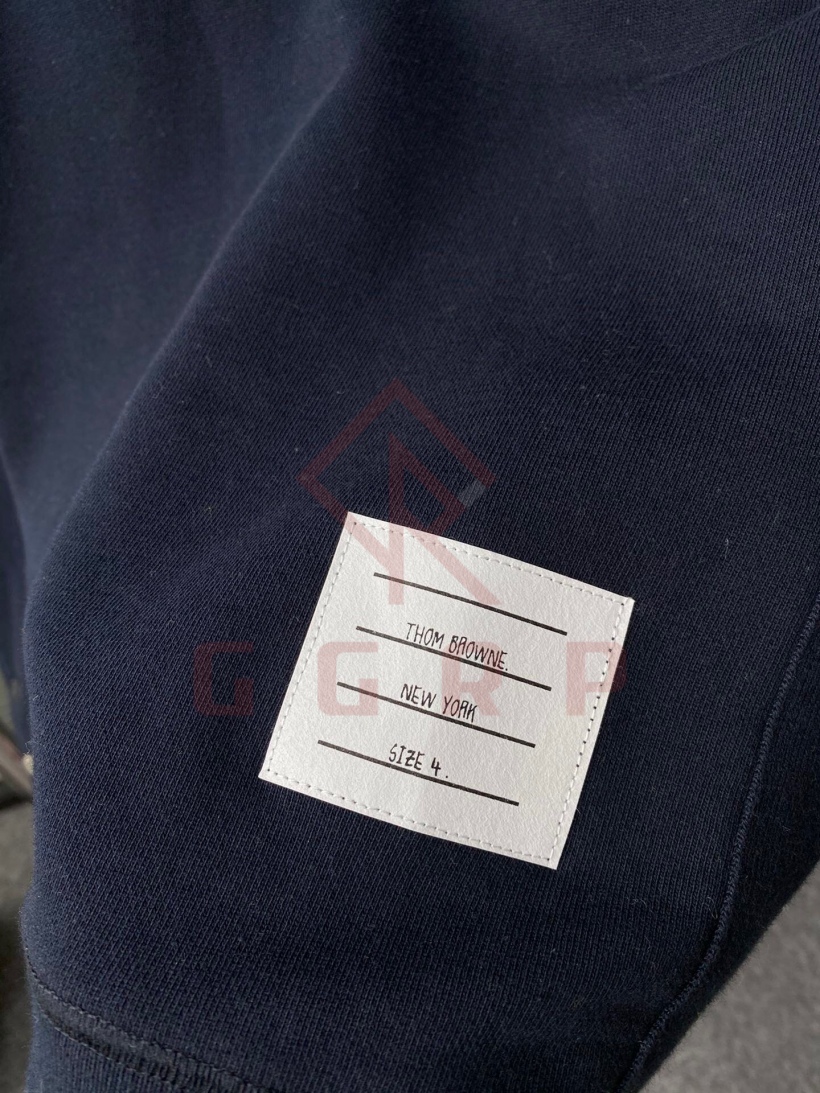 THOM BROWNE.
NEW YORK
SIZE 4.
GGRP